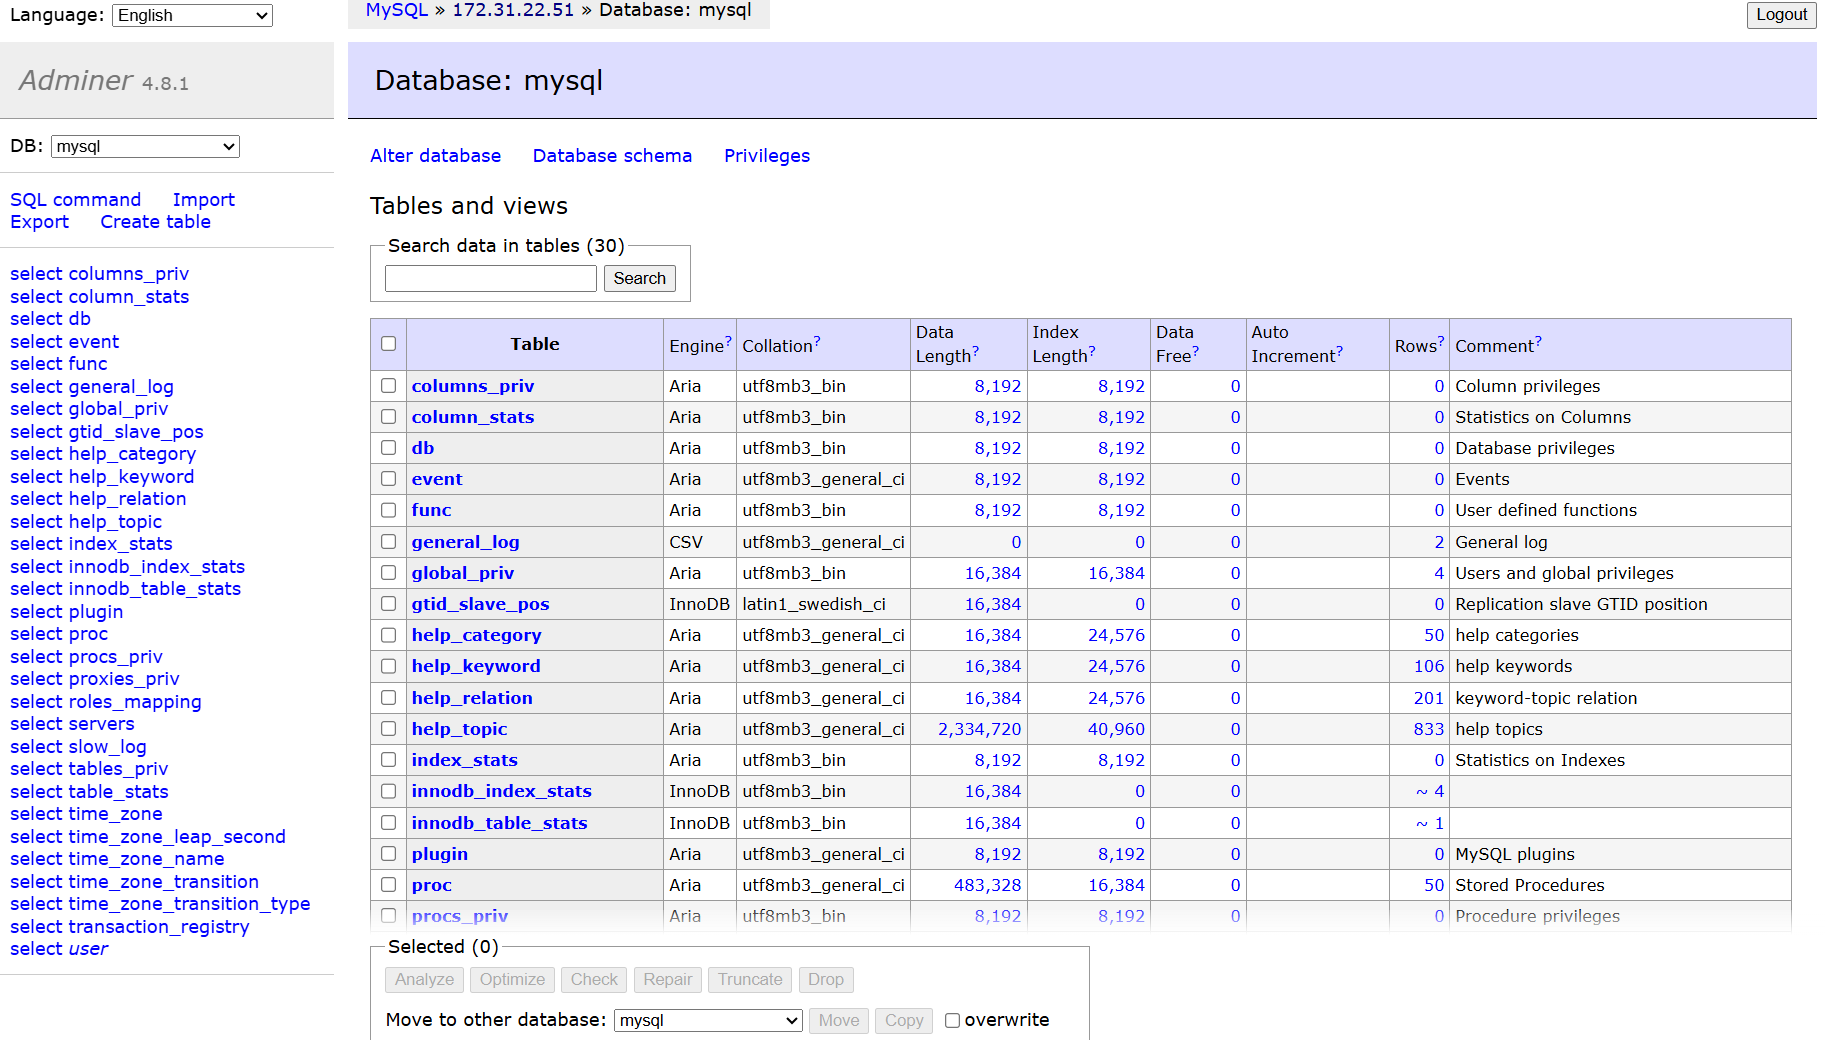 Language: English
MySQL » 172.31.22.51 » Database: mysql
Logout
Adminer 4.8.1
Database: mysql
DB: mysql
SQL command Import
Export Create table
select columns_priv
select column_stats
select db
select event
select func
select general_log
select global_priv
select gtid_slave_pos
select help_category
select help_keyword
select help_relation
select help_topic
select index_stats
select innodb_index_stats
select innodb_table_stats
select plugin
select proc
select procs_priv
select proxies_priv
select roles_mapping
select servers
select slow_log
select tables_priv
select table_stats
select time_zone
select time_zone_leap_second
select time_zone_name
select time_zone_transition
select time_zone_transition_type
select transaction_registry
select user
Alter database Database schema Privileges
Tables and views
Search data in tables (30)
Search
Table Engine? Collation? Data Length? Index Length? Data Free? Auto Increment? Rows? Comment?
columns_priv Aria utf8mb3_bin 8,192 8,192 0 0 Column privileges
column_stats Aria utf8mb3_bin 8,192 8,192 0 0 Statistics on Columns
db Aria utf8mb3_bin 8,192 8,192 0 0 Database privileges
event Aria utf8mb3_general_ci 8,192 8,192 0 0 Events
func Aria utf8mb3_bin 8,192 8,192 0 0 User defined functions
general_log CSV utf8mb3_general_ci 0 0 0 2 General log
global_priv Aria utf8mb3_bin 16,384 16,384 0 4 Users and global privileges
gtid_slave_pos InnoDB latin1_swedish_ci 16,384 0 0 0 Replication slave GTID position
help_category Aria utf8mb3_general_ci 16,384 24,576 0 50 help categories
help_keyword Aria utf8mb3_general_ci 16,384 24,576 0 106 help keywords
help_relation Aria utf8mb3_general_ci 16,384 24,576 0 201 keyword-topic relation
help_topic Aria utf8mb3_general_ci 2,334,720 40,960 0 833 help topics
index_stats Aria utf8mb3_bin 8,192 8,192 0 0 Statistics on Indexes
innodb_index_stats InnoDB utf8mb3_bin 16,384 0 0 ~ 4
innodb_table_stats InnoDB utf8mb3_bin 16,384 0 0 ~ 1
plugin Aria utf8mb3_general_ci 8,192 8,192 0 0 MySQL plugins
proc Aria utf8mb3_general_ci 483,328 16,384 0 50 Stored Procedures
procs_priv Aria utf8mb3_bin 8,192 8,192 0 0 Procedure privileges
Selected (0)
Analyze Optimize Check Repair Truncate Drop
Move to other database: mysql Move Copy overwrite